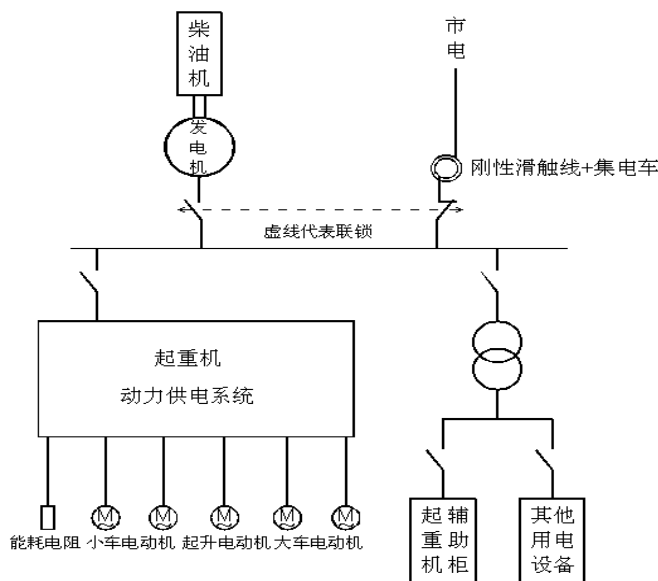 柴油机
市电
发电机
刚性滑触线+集电车
虚线代表联锁
起重机
动力供电系统
M M M M M
能耗电阻 小车电动机 起升电动机 大车电动机
起重机
辅助柜
其他
用电
设备